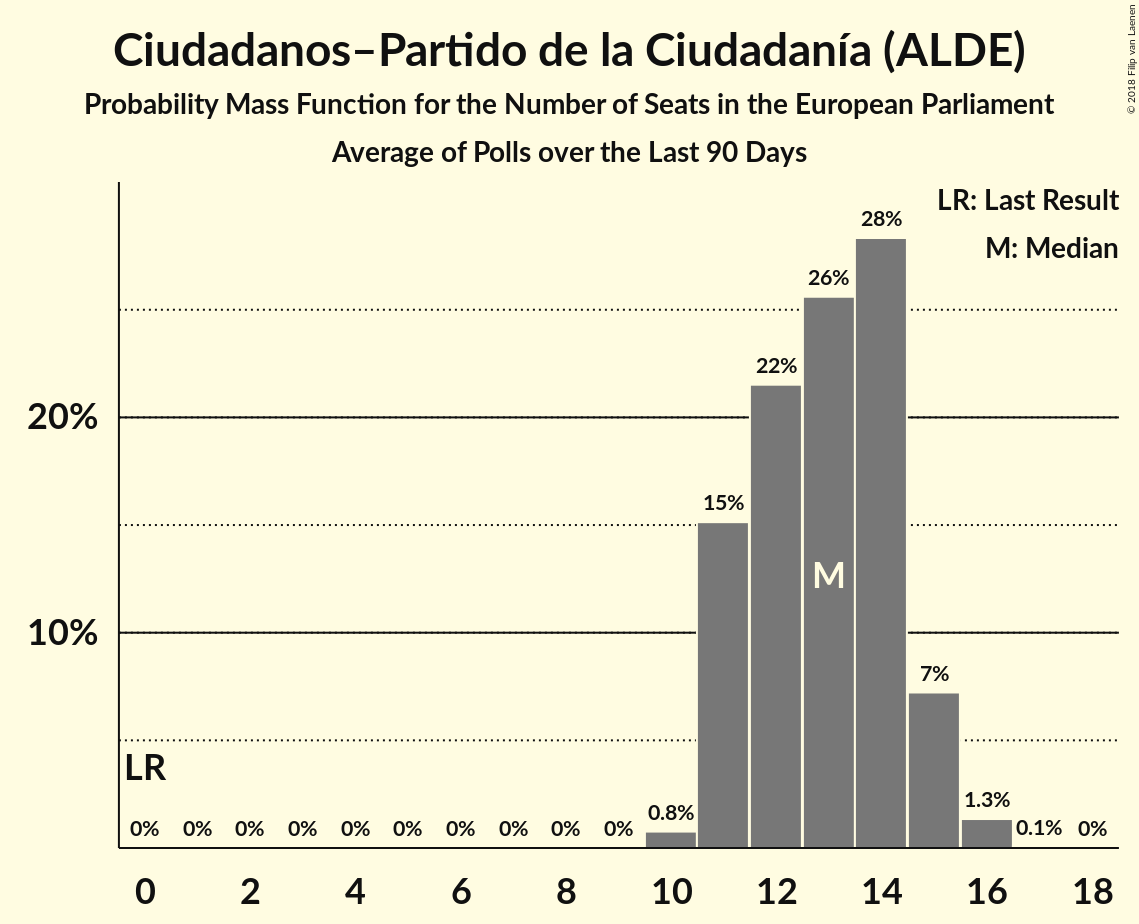 © 2018 Filip van Laenen
Ciudadanos–Partido de la Ciudadanía (ALDE)
Probability Mass Function for the Number of Seats in the European Parliament
Average of Polls over the Last 90 Days
LR: Last Result
M: Median
28%
26%
22%
20%
15%
M
10%
7%
LR
1.3%
0.8%
0% 0% 0% 0% 0% 0% 0% 0% 0% 0% 0.1% 0%
0 2 4 6 8 10 12 14 16 18